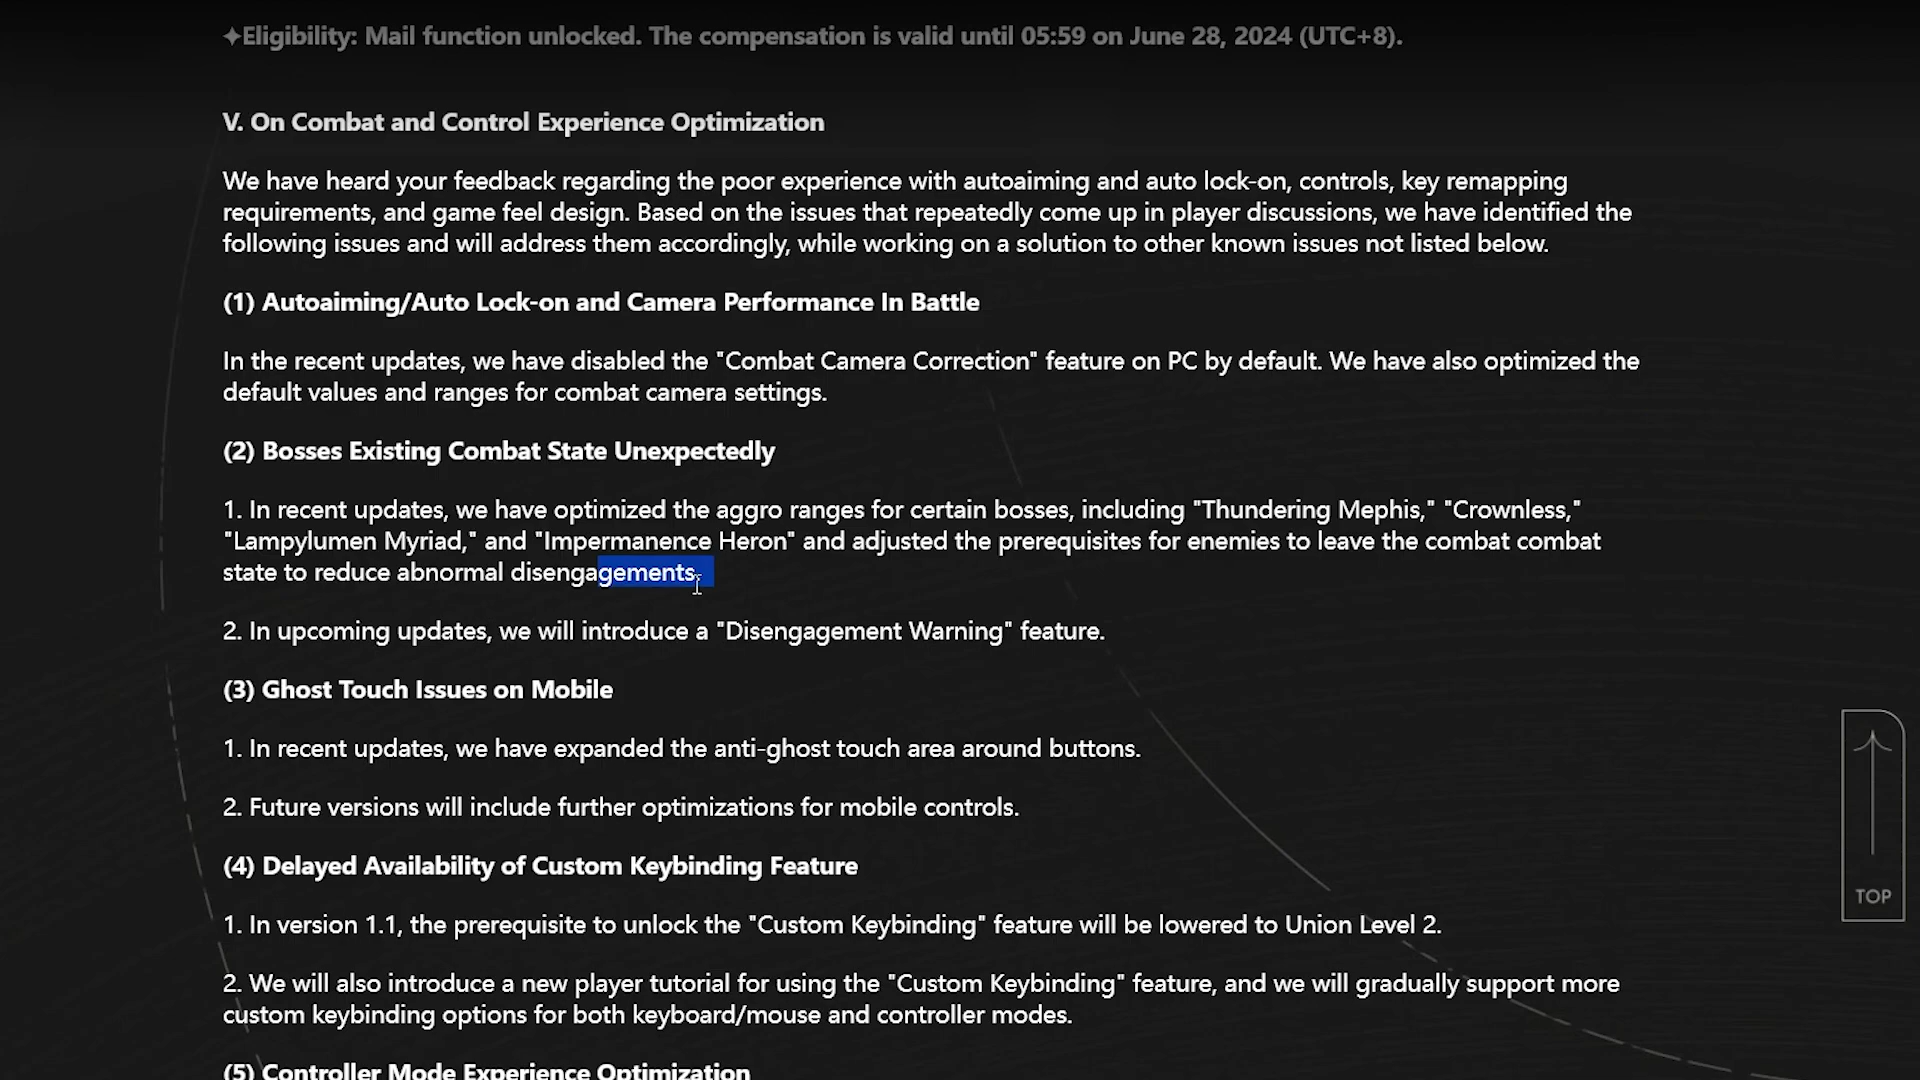 ✦Eligibility: Mail function unlocked. The compensation is valid until 05:59 on June 28, 2024 (UTC+8).
V. On Combat and Control Experience Optimization
We have heard your feedback regarding the poor experience with autoaiming and auto lock-on, controls, key remapping
requirements, and game feel design. Based on the issues that repeatedly come up in player discussions, we have identified the
following issues and will address them accordingly, while working on a solution to other known issues not listed below.
(1) Autoaiming/Auto Lock-on and Camera Performance In Battle
In the recent updates, we have disabled the "Combat Camera Correction" feature on PC by default. We have also optimized the
default values and ranges for combat camera settings.
(2) Bosses Existing Combat State Unexpectedly
1. In recent updates, we have optimized the aggro ranges for certain bosses, including "Thundering Mephis," "Crownless,"
"Lampylumen Myriad," and "Impermanence Heron" and adjusted the prerequisites for enemies to leave the combat combat
state to reduce abnormal disengagements.
2. In upcoming updates, we will introduce a "Disengagement Warning" feature.
(3) Ghost Touch Issues on Mobile
1. In recent updates, we have expanded the anti-ghost touch area around buttons.
2. Future versions will include further optimizations for mobile controls.
(4) Delayed Availability of Custom Keybinding Feature
1. In version 1.1, the prerequisite to unlock the "Custom Keybinding" feature will be lowered to Union Level 2.
2. We will also introduce a new player tutorial for using the "Custom Keybinding" feature, and we will gradually support more
custom keybinding options for both keyboard/mouse and controller modes.
(5) Controller Mode Experience Optimization
TOP